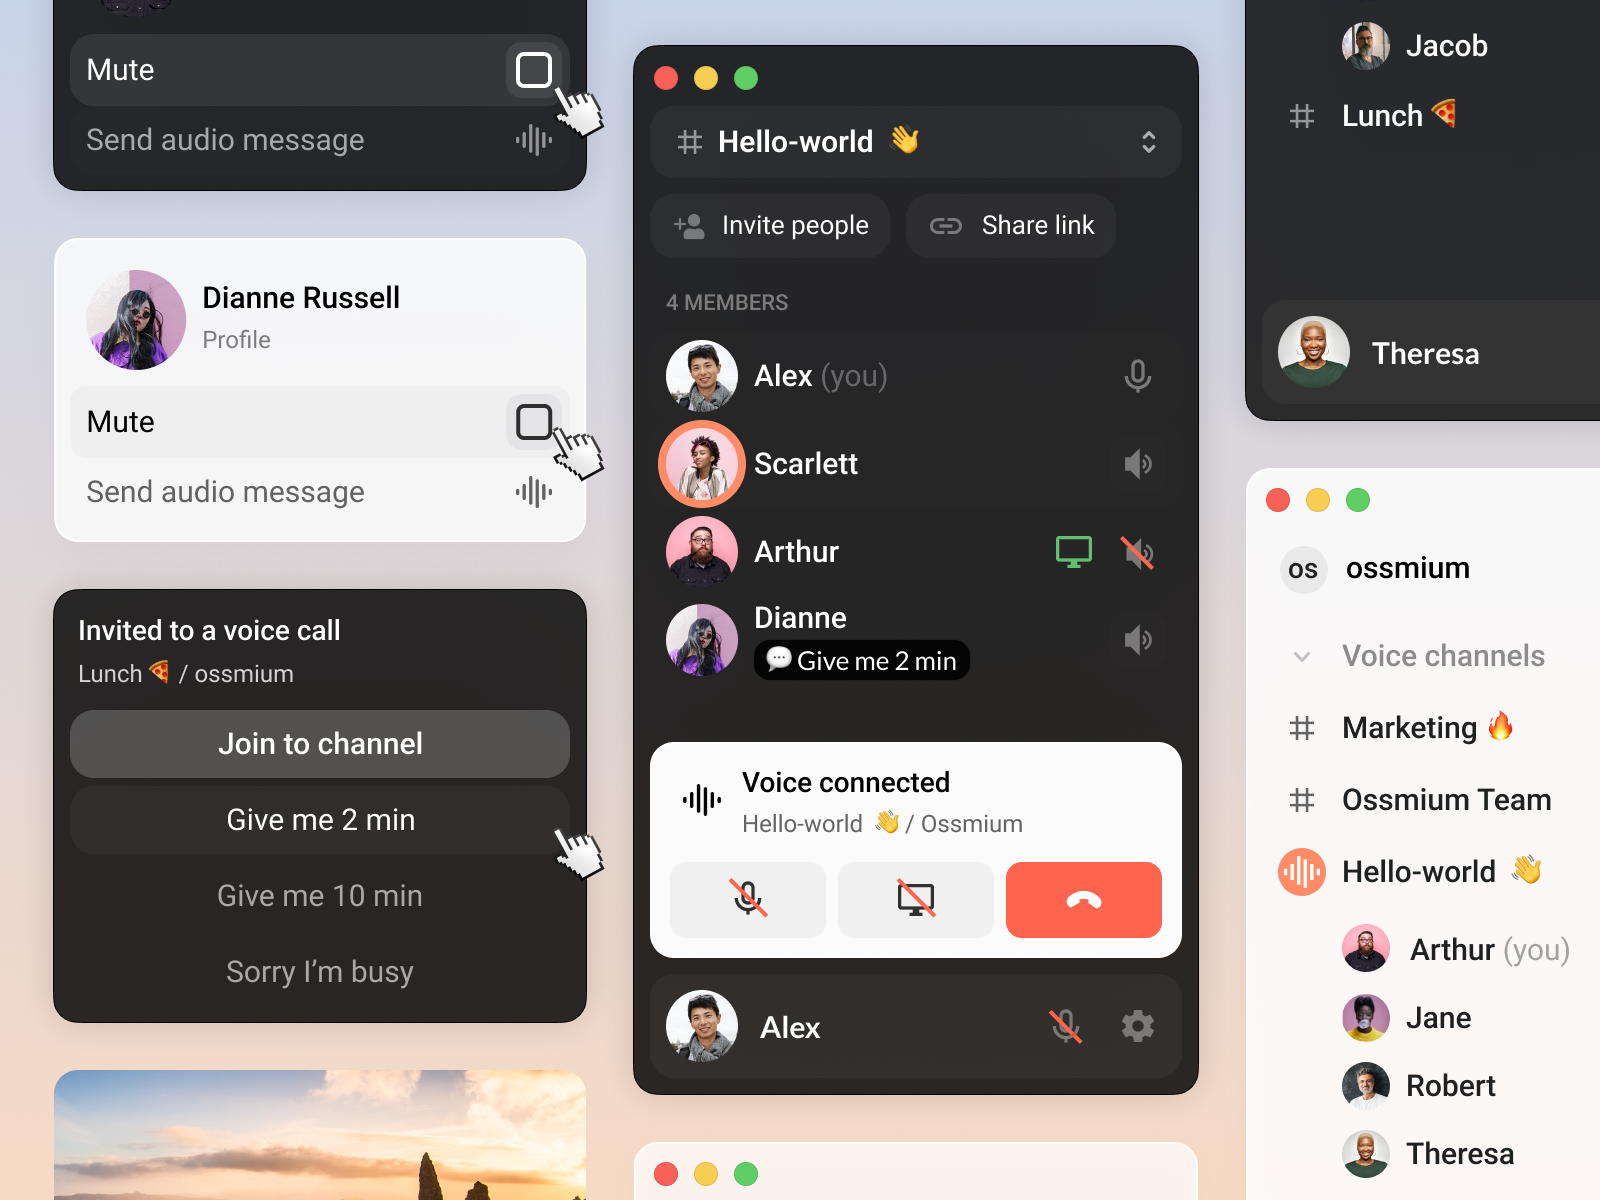 Mute
Send audio message
Dianne Russell
Profile
Mute
Send audio message
Invited to a voice call
Lunch 🍕 / ossmium
Join to channel
Give me 2 min
Give me 10 min
Sorry I'm busy
# Hello-world 👋
Invite people
Share link
4 MEMBERS
Alex (you)
Scarlett
Arthur
Dianne
💬 Give me 2 min
Voice connected
Hello-world 👋 / Ossmium
Alex
Jacob
# Lunch 🍕
Theresa
os ossmium
Voice channels
# Marketing 🔥
# Ossmium Team
Hello-world 👋
Arthur (you)
Jane
Robert
Theresa